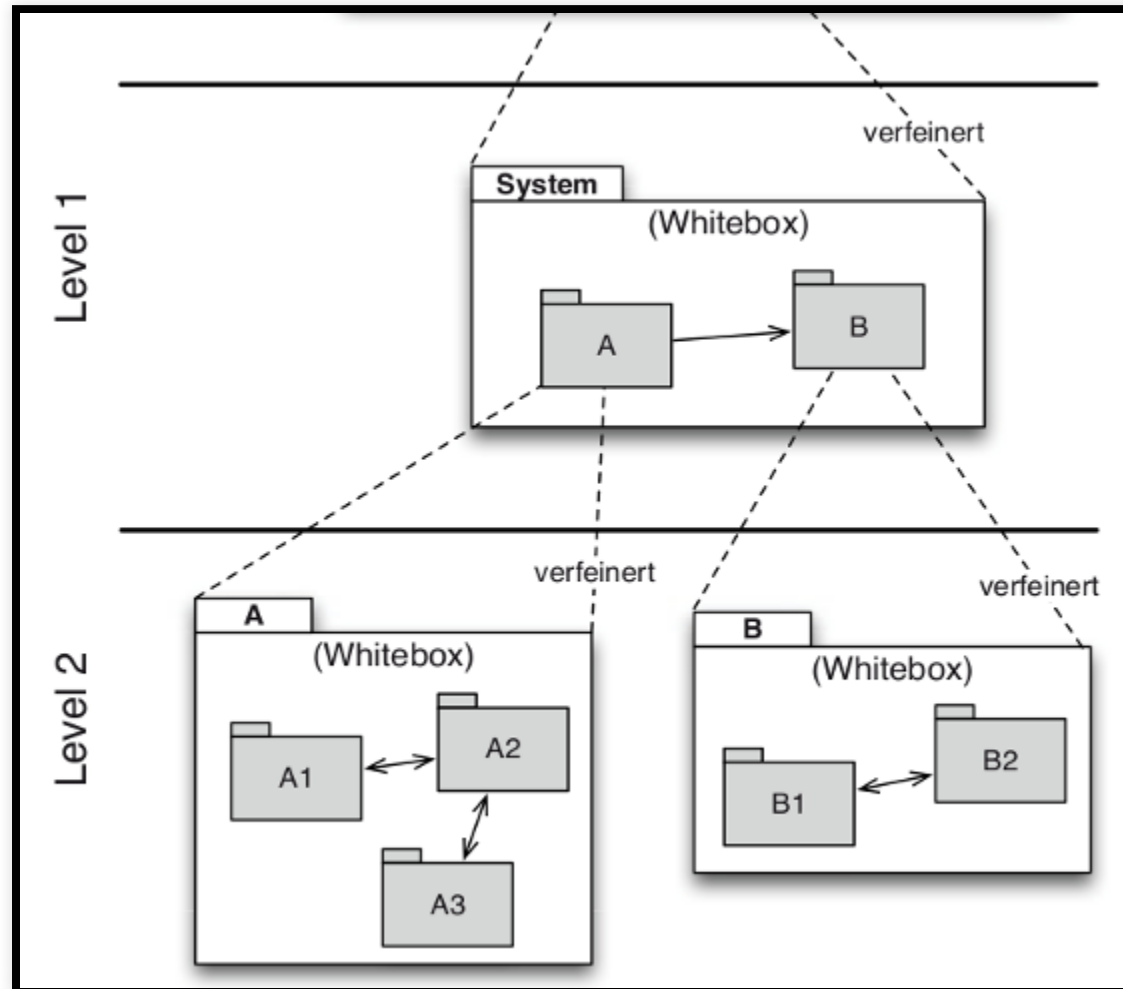 verfeinert
Level 1
System
(Whitebox)
A
B
verfeinert
verfeinert
Level 2
A
(Whitebox)
A1
A2
A3
B
(Whitebox)
B1
B2